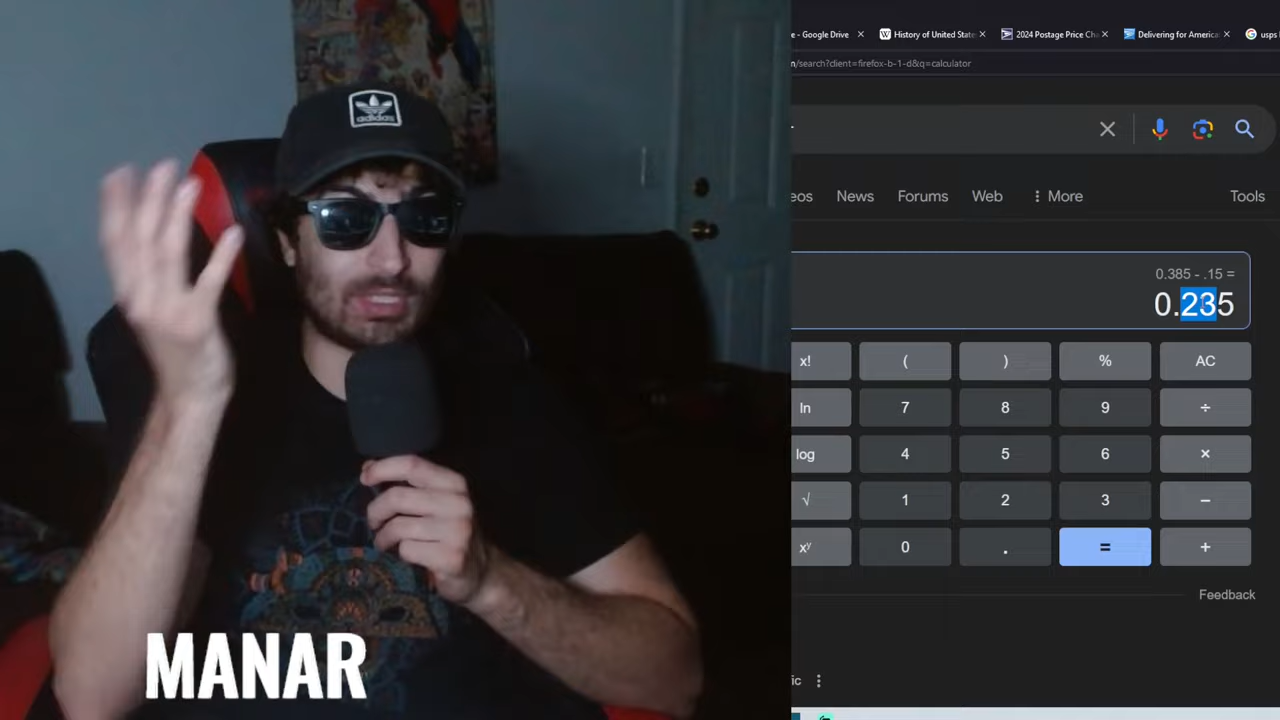 e - Google Drive
History of United State
2024 Postage Price Cha
Delivering for America
usps
n/search?client=firefox-b-1-d&q=calculator
eos
News
Forums
Web
More
Tools
adidas
0.385 - .15 =
0.235
x!
(
)
%
AC
ln
7
8
9
÷
log
4
5
6
×
√
1
2
3
−
xʸ
0
.
=
+
Feedback
MANAR
ic